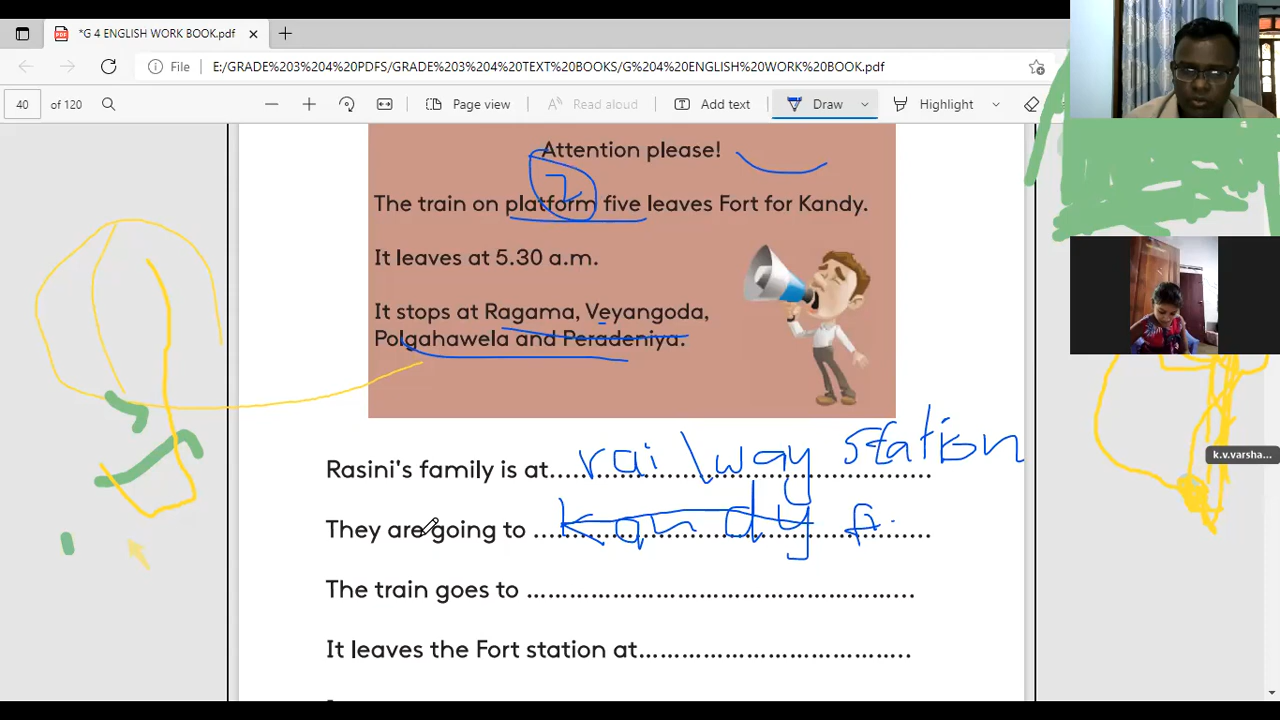 *G 4 ENGLISH WORK BOOK.pdf
File E:/GRADE%203%204%20PDFS/GRADE%203%204%20TEXT%20BOOKS/G%204%20ENGLISH%20WORK%20BOOK.pdf
40 of 120 Page view Read aloud Add text Draw Highlight
Attention please!
2
The train on platform five leaves Fort for Kandy.
It leaves at 5.30 a.m.
It stops at Ragama, Veyangoda,
Polgahawela and Peradeniya.
Rasini's family is at......railway station
They are going to ......Kandy
The train goes to ………………………………………...
It leaves the Fort station at……………………………..
k.v.varsha...